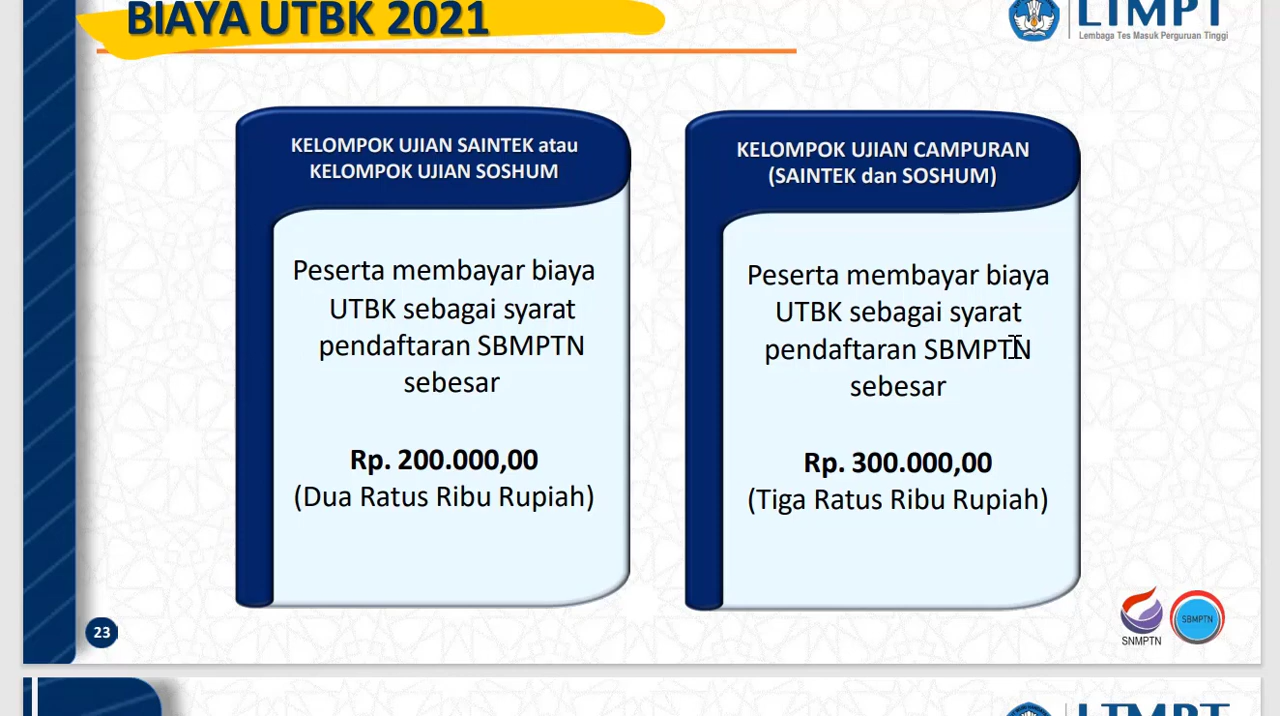 BIAYA UTBK 2021
LTMPT
Lembaga Tes Masuk Perguruan Tinggi
KELOMPOK UJIAN SAINTEK atau
KELOMPOK UJIAN SOSHUM
Peserta membayar biaya
UTBK sebagai syarat
pendaftaran SBMPTN
sebesar
Rp. 200.000,00
(Dua Ratus Ribu Rupiah)
KELOMPOK UJIAN CAMPURAN
(SAINTEK dan SOSHUM)
Peserta membayar biaya
UTBK sebagai syarat
pendaftaran SBMPTN
sebesar
Rp. 300.000,00
(Tiga Ratus Ribu Rupiah)
23
SNMPTN
SBMPTN
LTMPT